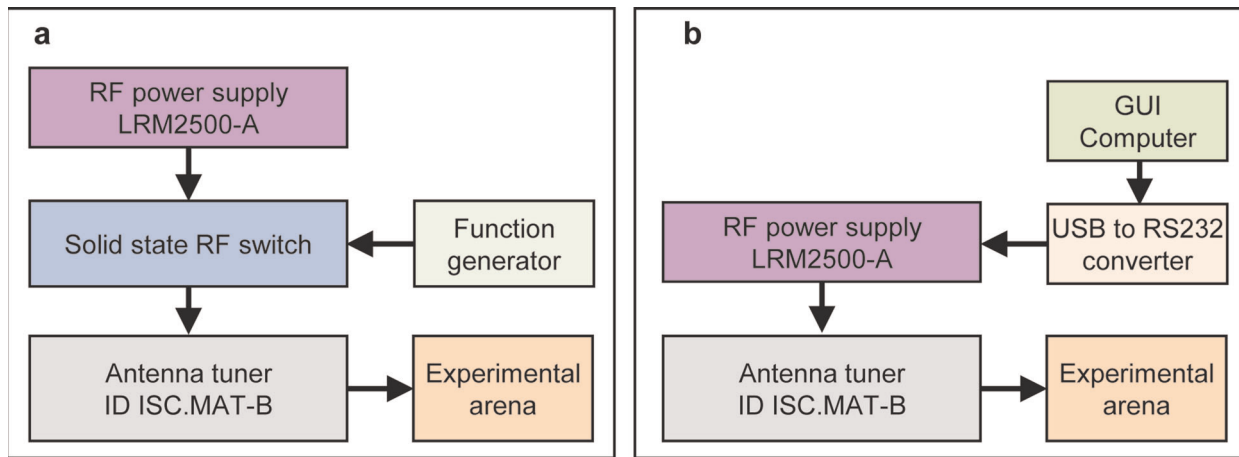 a
RF power supply
LRM2500-A
Solid state RF switch
Function
generator
Antenna tuner
ID ISC.MAT-B
Experimental
arena
b
GUI
Computer
USB to RS232
converter
RF power supply
LRM2500-A
Antenna tuner
ID ISC.MAT-B
Experimental
arena